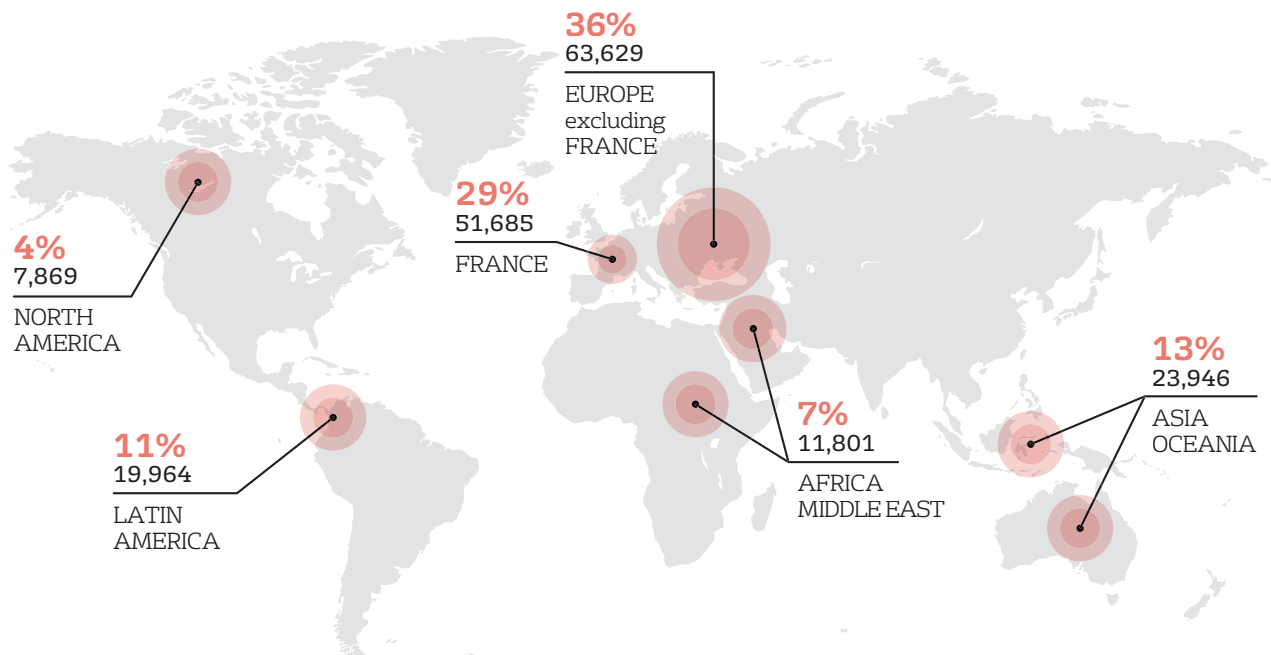 36%
63,629
EUROPE
excluding
FRANCE
29%
51,685
FRANCE
4%
7,869
NORTH
AMERICA
11%
19,964
LATIN
AMERICA
7%
11,801
AFRICA
MIDDLE EAST
13%
23,946
ASIA
OCEANIA